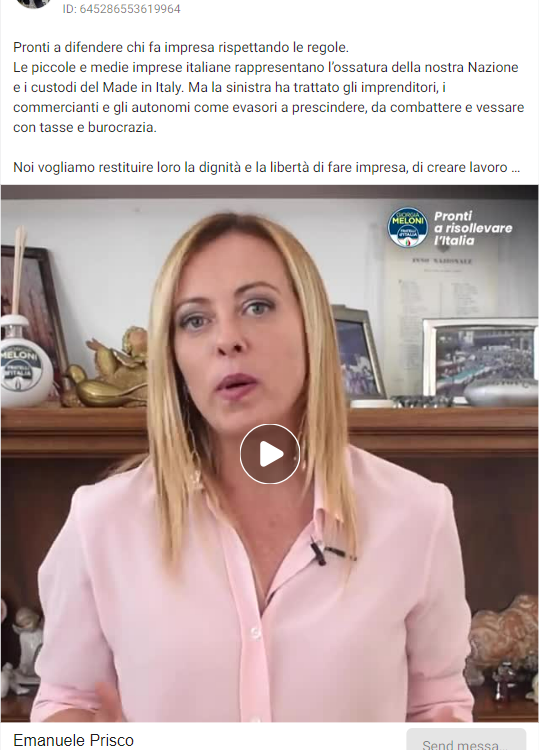 ID: 645286553619964
Pronti a difendere chi fa impresa rispettando le regole.
Le piccole e medie imprese italiane rappresentano l'ossatura della nostra Nazione
e i custodi del Made in Italy. Ma la sinistra ha trattato gli imprenditori, i
commercianti e gli autonomi come evasori a prescindere, da combattere e vessare
con tasse e burocrazia.
Noi vogliamo restituire loro la dignità e la libertà di fare impresa, di creare lavoro ...
GIORGIA
MELONI
FRATELLI
D'ITALIA
Pronti
a risollevare
l'Italia
INNO NAZIONALE
MELONI
Emanuele Prisco
Send messa...